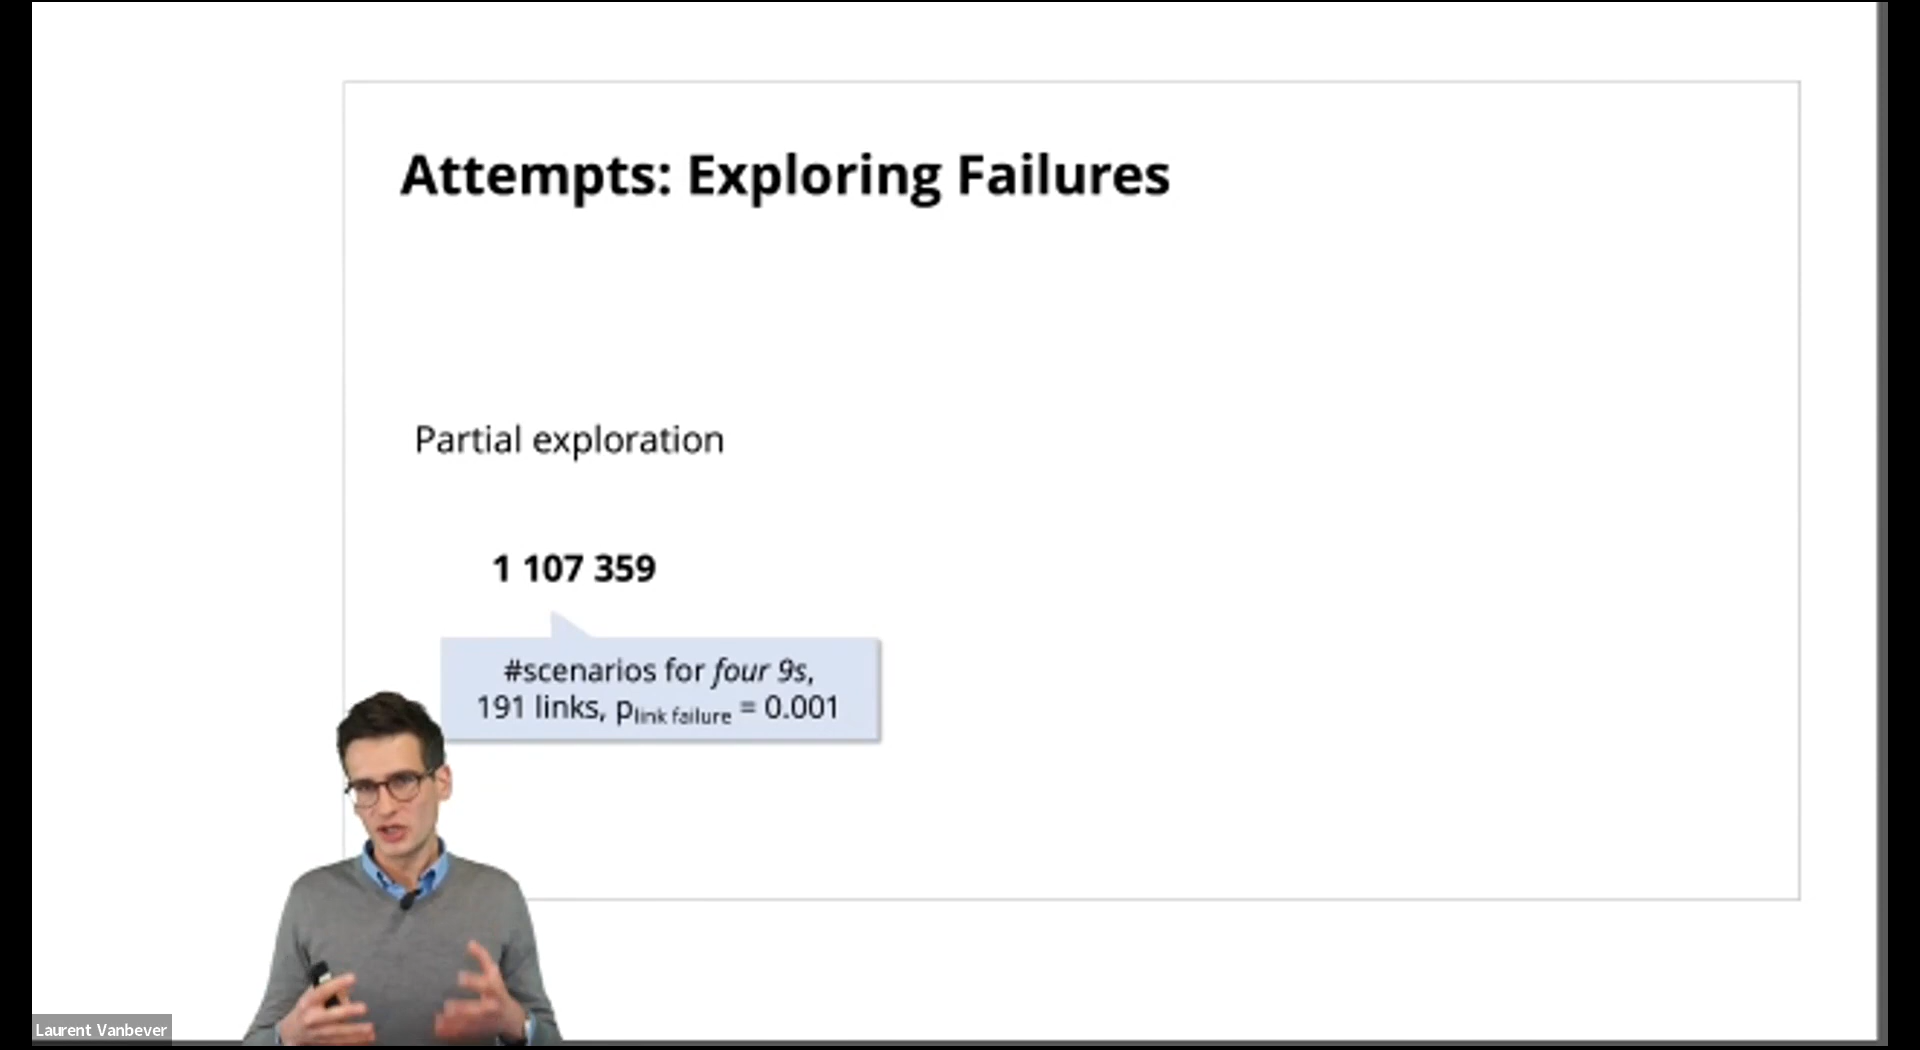 Attempts: Exploring Failures
Partial exploration
1 107 359
#scenarios for four 9s,
191 links, plink failure = 0.001
Laurent Vanbever